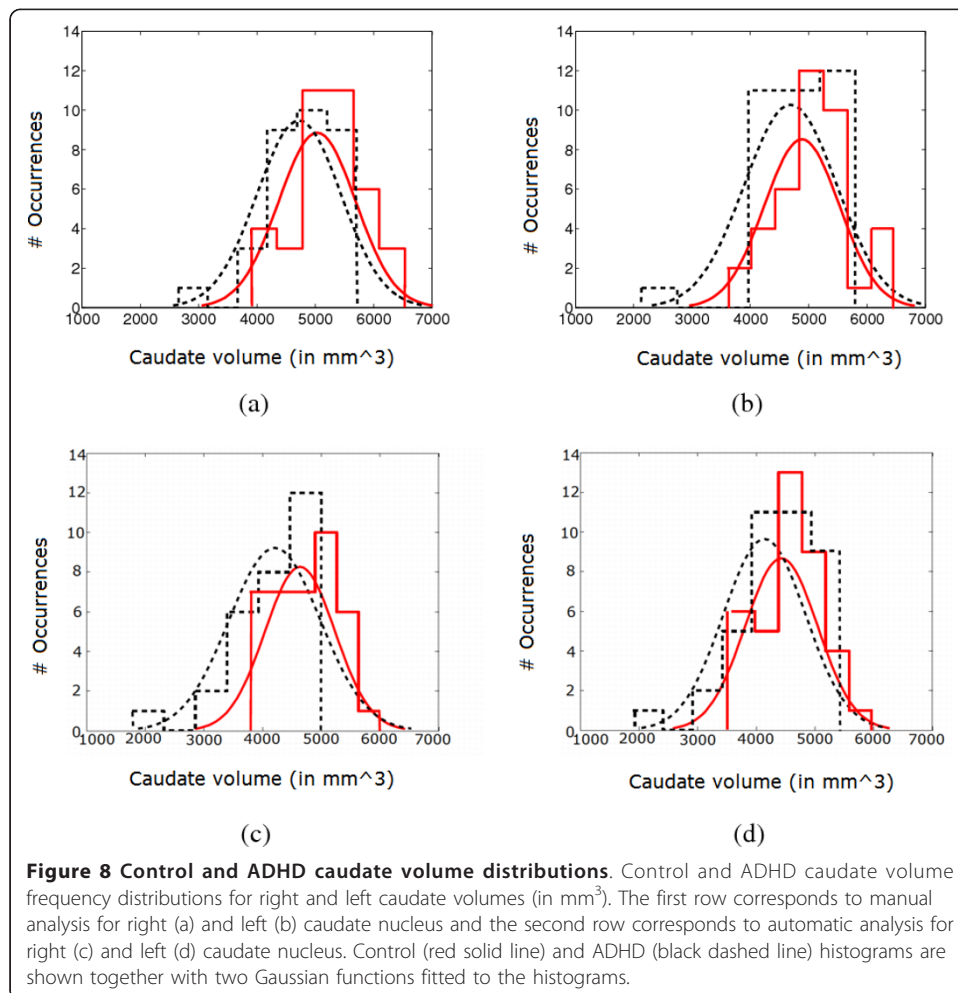 14
12
10
8
6
4
2
0
# Occurrences
1000 2000 3000 4000 5000 6000 7000
Caudate volume (in mm^3)
(a)
14
12
10
8
6
4
2
0
# Occurrences
1000 2000 3000 4000 5000 6000 7000
Caudate volume (in mm^3)
(b)
14
12
10
8
6
4
2
0
# Occurrences
1000 2000 3000 4000 5000 6000 7000
Caudate volume (in mm^3)
(c)
14
12
10
8
6
4
2
0
# Occurrences
1000 2000 3000 4000 5000 6000 7000
Caudate volume (in mm^3)
(d)
Figure 8 Control and ADHD caudate volume distributions. Control and ADHD caudate volume
frequency distributions for right and left caudate volumes (in mm³). The first row corresponds to manual
analysis for right (a) and left (b) caudate nucleus and the second row corresponds to automatic analysis for
right (c) and left (d) caudate nucleus. Control (red solid line) and ADHD (black dashed line) histograms are
shown together with two Gaussian functions fitted to the histograms.